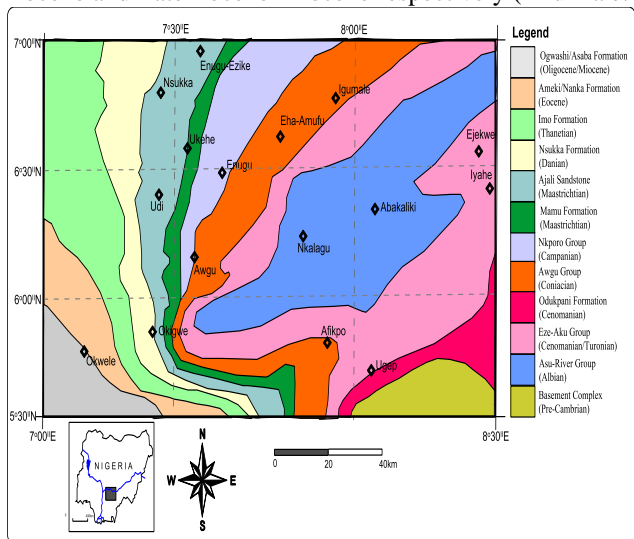 7°30'E
8°00'E
7°00'N
Legend
Enugu-Ezike
Ogwashi/Asaba Formation
(Oligocene/Miocene)
Nsukka
Igumale
Ameki/Nanka Formation
(Eocene)
Eha-Amufu
Imo Formation
(Thanetian)
Ukehe
Ejekwe
Nsukka Formation
(Danian)
6°30'N
Enugu
Iyahe
Ajali Sandstone
(Maastrichtian)
Udi
Abakaliki
Mamu Formation
(Maastrichtian)
Nkalagu
Nkporo Group
(Campanian)
Awgu
Awgu Group
(Coniacian)
6°00'N
Odukpani Formation
(Cenomanian)
Okigwe
Afikpo
Eze-Aku Group
(Cenomanian/Turonian)
Okwele
Ugep
Asu-River Group
(Albian)
Basement Complex
(Pre-Cambrian)
5°30'N
7°00'E
8°30'E
N
NIGERIA
W
E
S
0
20
40km